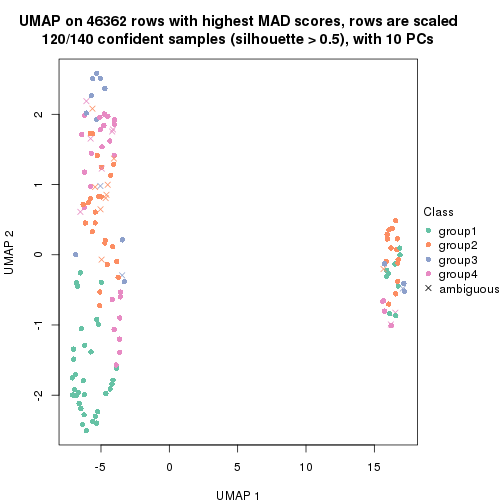 UMAP on 46362 rows with highest MAD scores, rows are scaled
120/140 confident samples (silhouette > 0.5), with 10 PCs
UMAP 2
2
1
0
-1
-2
-5
0
5
10
15
UMAP 1
Class
group1
group2
group3
group4
ambiguous